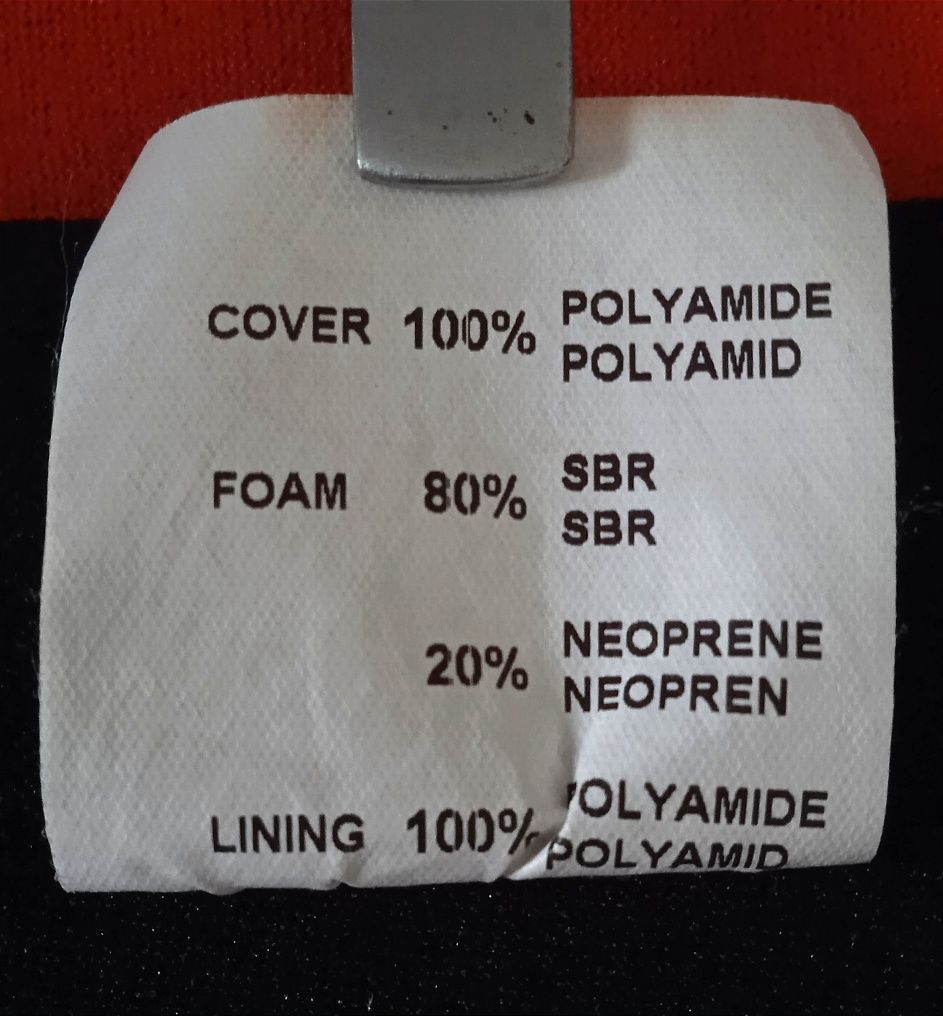 COVER 100% POLYAMIDE
POLYAMID
FOAM 80% SBR
SBR
20% NEOPRENE
NEOPREN
LINING 100% POLYAMIDE
POLYAMID